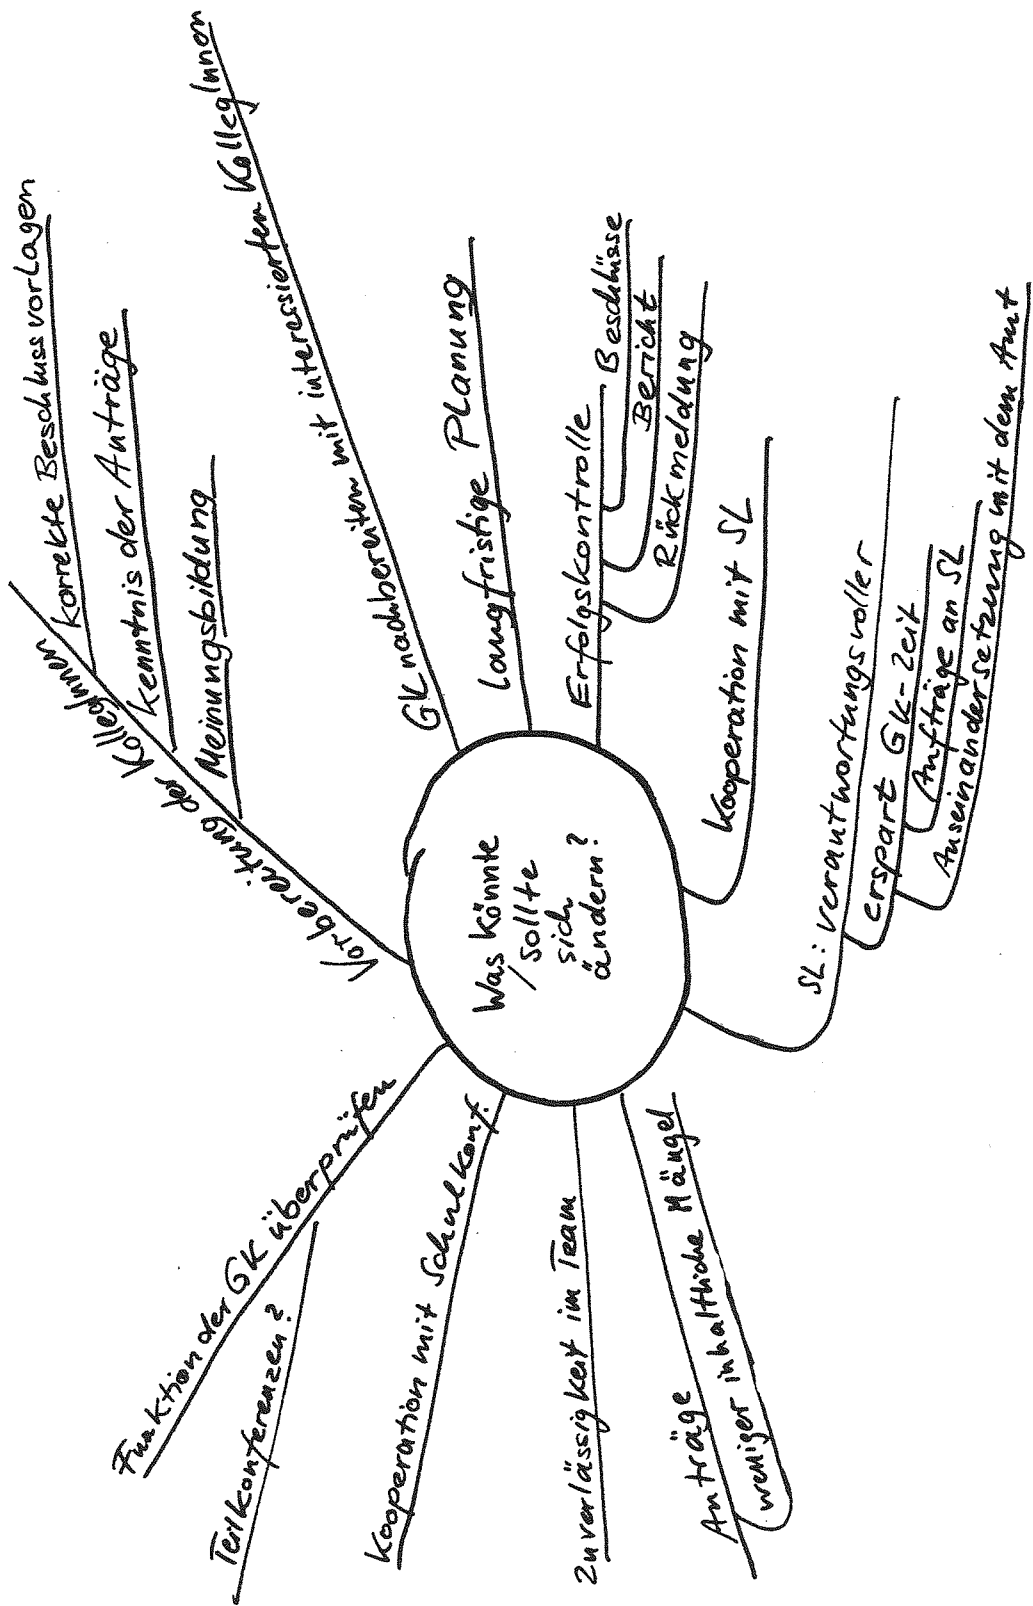 Was könnte
/ sollte
sich
ändern?
Vorbereitung der KollegInnen
korrekte Beschlussvorlagen
Kenntnis der Anträge
Meinungsbildung
GK nachbereiten mit interessierten KollegInnen
Langfristige Planung
Erfolgskontrolle
Beschlüsse
Bericht
Rückmeldung
Kooperation mit SL
SL: verantwortungsvoller
erspart GK-Zeit
Aufträge an SL
Auseinandersetzung mit dem Amt
Anträge
weniger inhaltliche Mängel
Zuverlässigkeit im Team
Kooperation mit Schulkonf.
Funktion der GK überprüfen
Teilkonferenzen?